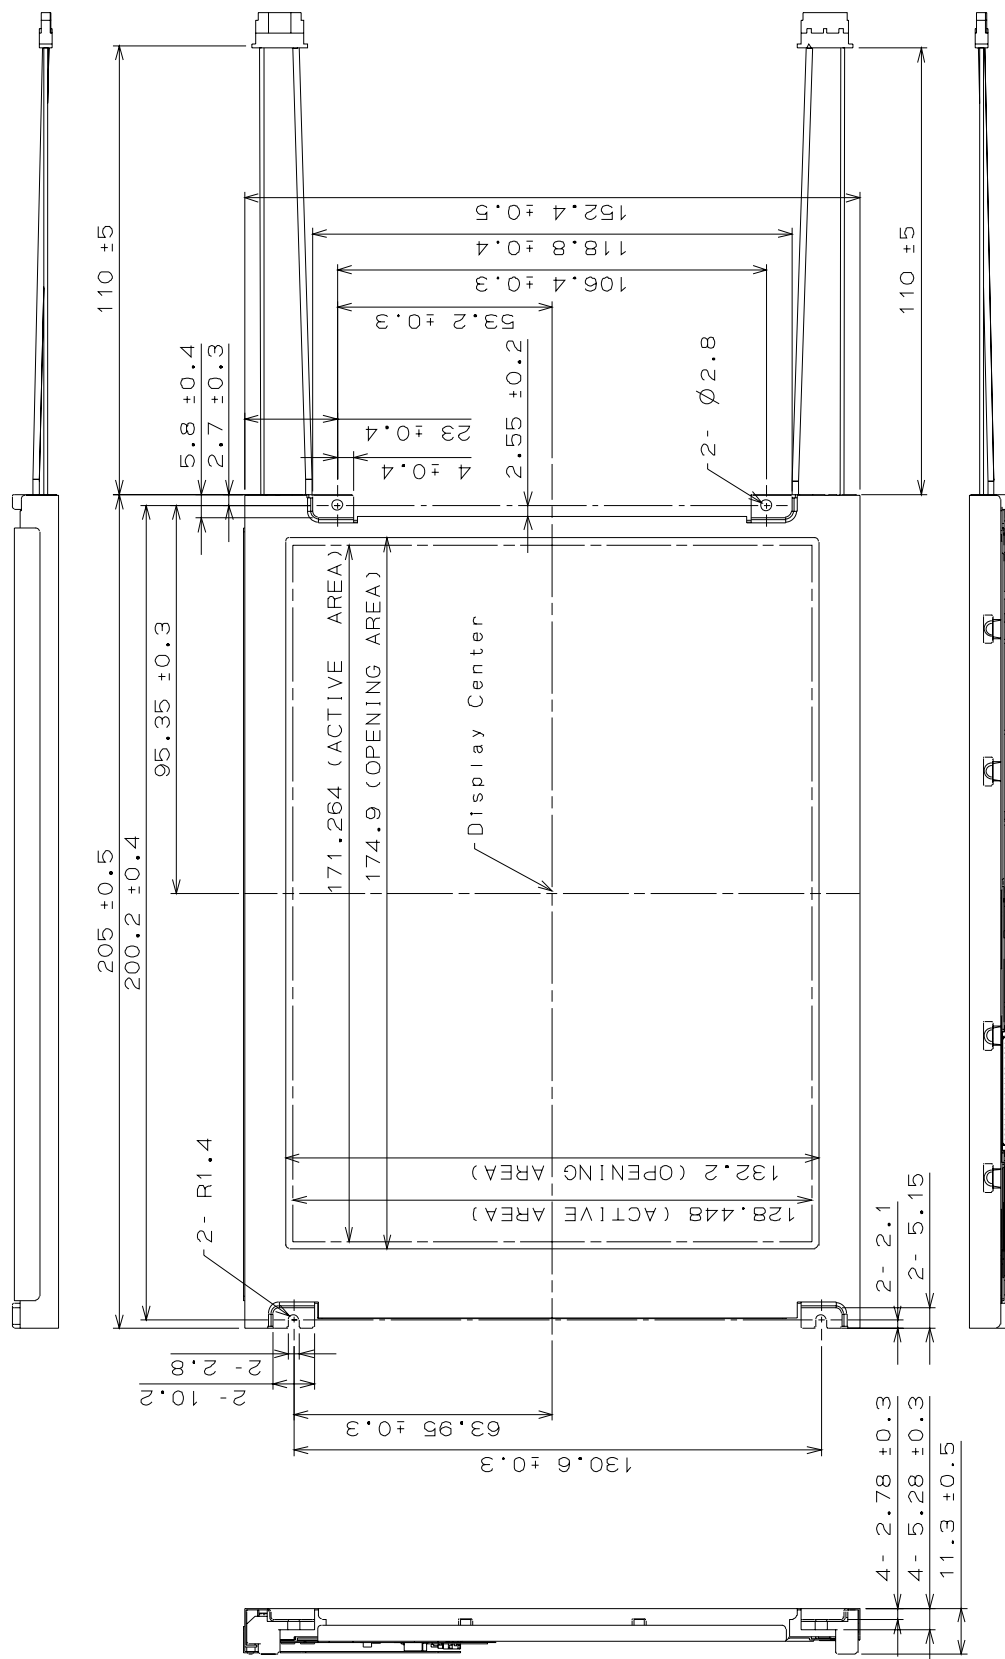 110 ±5
152.4 ±0.5
118.8 ±0.4
106.4 ±0.3
53.2 ±0.3
110 ±5
5.8 ±0.4
2.7 ±0.3
23 ±0.4
4 ±0.4
2.55 ±0.2
2- Ø2.8
95.35 ±0.3
171.264 (ACTIVE AREA)
174.9 (OPENING AREA)
Display Center
205 ±0.5
200.2 ±0.4
2- R1.4
132.2 (OPENING AREA)
128.448 (ACTIVE AREA)
2- 2.1
2- 5.15
2- 2.8
2- 10.2
63.95 ±0.3
130.6 ±0.3
4- 2.78 ±0.3
4- 5.28 ±0.3
11.3 ±0.5